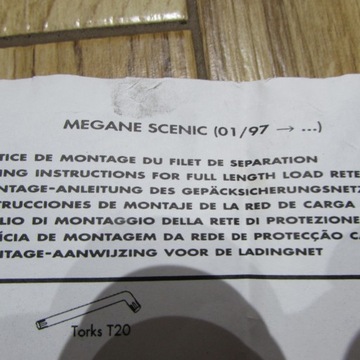 MEGANE SCENIC (01/97 → ...)
TICE DE MONTAGE DU FILET DE SEPARATION
ING INSTRUCTIONS FOR FULL LENGTH LOAD RETE
NTAGE-ANLEITUNG DES GEPÄCKSICHERUNGSNETZ
STRUCCIONES DE MONTAJE DE LA RED DE CARGA
LIO DI MONTAGGIO DELLA RETE DI PROTEZIONE
ÍCIA DE MONTAGEM DA REDE DE PROTECÇÃO C
TAGE-AANWIJZING VOOR DE LADINGNET
Torks T20